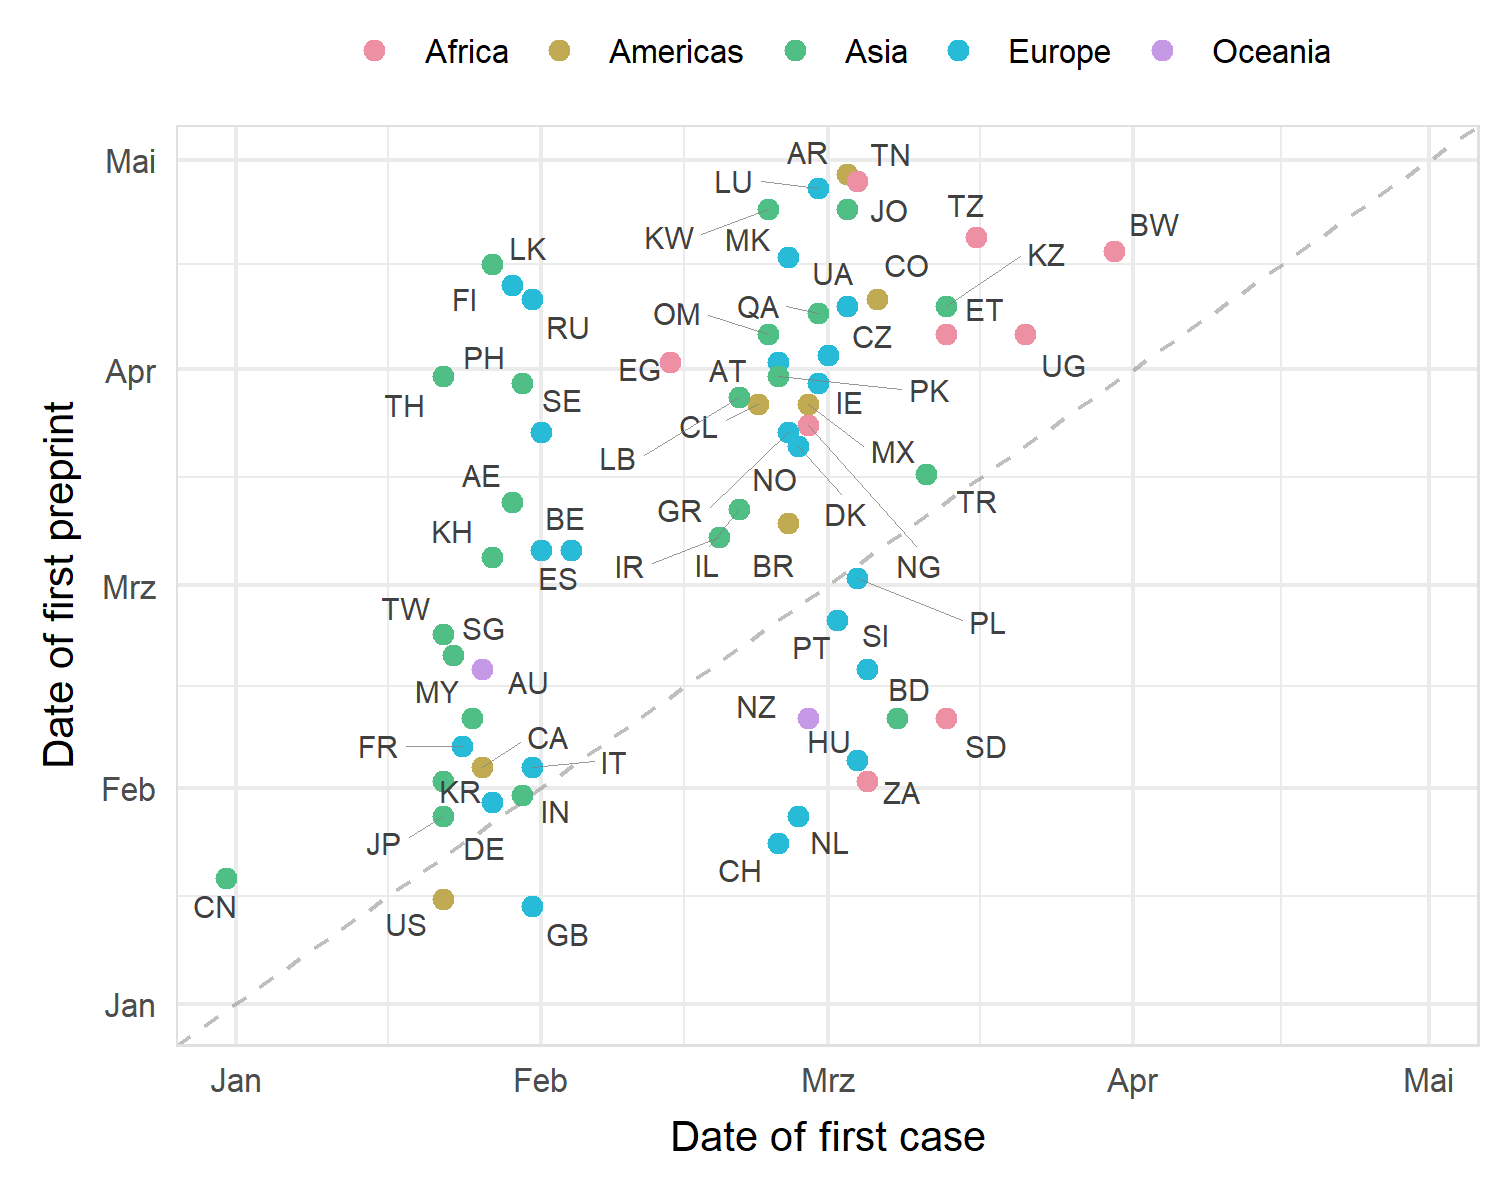 Africa Americas Asia Europe Oceania
Date of first preprint
Mai
Apr
Mrz
Feb
Jan
AR
TN
LU
KW
MK
JO
TZ
BW
LK
UA
CO
KZ
FI
RU
OM
QA
ET
CZ
PH
EG
AT
UG
TH
SE
PK
IE
CL
LB
MX
AE
NO
TR
GR
DK
BE
KH
IR
IL
BR
NG
ES
TW
SG
PL
PT
SI
MY
AU
NZ
BD
FR
CA
HU
SD
IT
KR
ZA
IN
JP
DE
NL
CH
CN
US
GB
Jan Feb Mrz Apr Mai
Date of first case